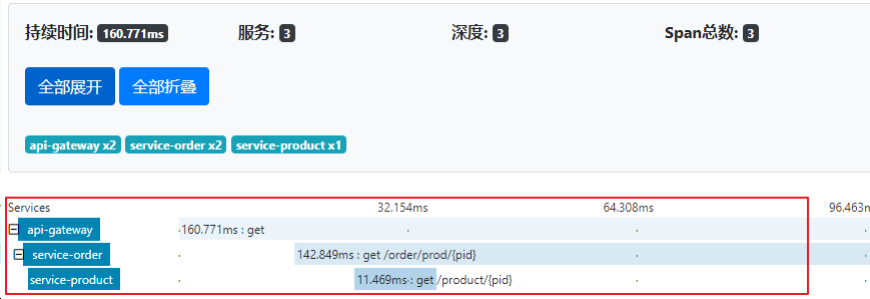 持续时间: 160.771ms 服务: 3 深度: 3 Span总数: 3
全部展开 全部折叠
api-gateway x2 service-order x2 service-product x1
Services 32.154ms 64.308ms
api-gateway 160.771ms : get
service-order 142.849ms : get /order/prod/{pid}
service-product 11.469ms : get /product/{pid}